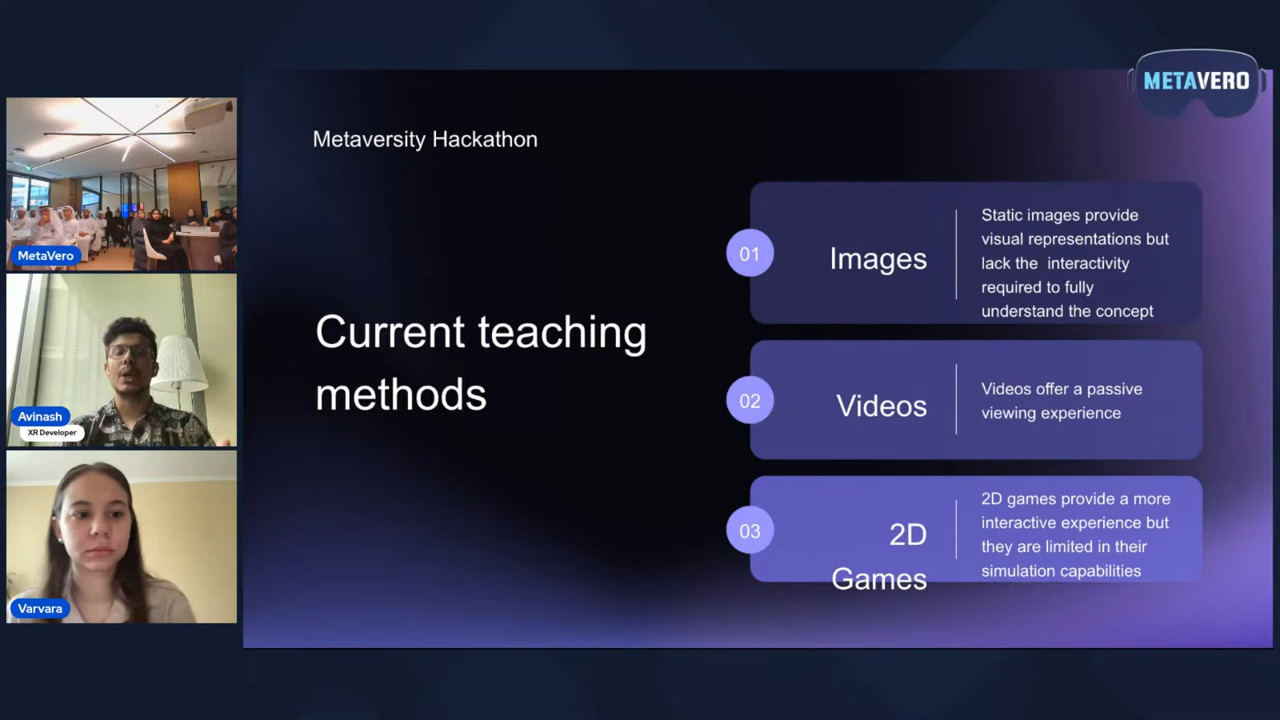 METAVERO
Metaversity Hackathon
Current teaching
methods
01
Images
Static images provide
visual representations but
lack the  interactivity
required to fully
understand the concept
02
Videos
Videos offer a passive
viewing experience
03
2D
Games
2D games provide a more
interactive experience but
they are limited in their
simulation capabilities
MetaVero
Avinash
XR Developer
Varvara